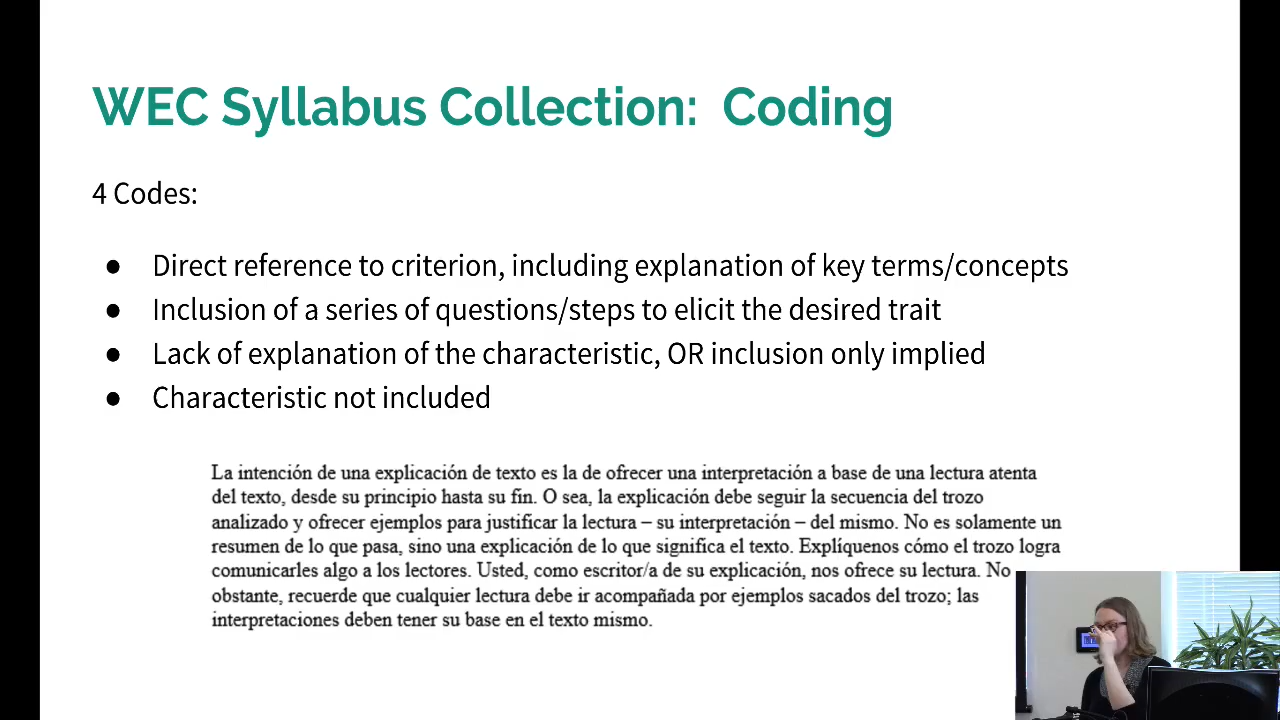 WEC Syllabus Collection:  Coding
4 Codes:
● Direct reference to criterion, including explanation of key terms/concepts
● Inclusion of a series of questions/steps to elicit the desired trait
● Lack of explanation of the characteristic, OR inclusion only implied
● Characteristic not included
La intención de una explicación de texto es la de ofrecer una interpretación a base de una lectura atenta
del texto, desde su principio hasta su fin. O sea, la explicación debe seguir la secuencia del trozo
analizado y ofrecer ejemplos para justificar la lectura – su interpretación – del mismo. No es solamente un
resumen de lo que pasa, sino una explicación de lo que significa el texto. Explíquenos cómo el trozo logra
comunicarles algo a los lectores. Usted, como escritor/a de su explicación, nos ofrece su lectura. No
obstante, recuerde que cualquier lectura debe ir acompañada por ejemplos sacados del trozo; las
interpretaciones deben tener su base en el texto mismo.